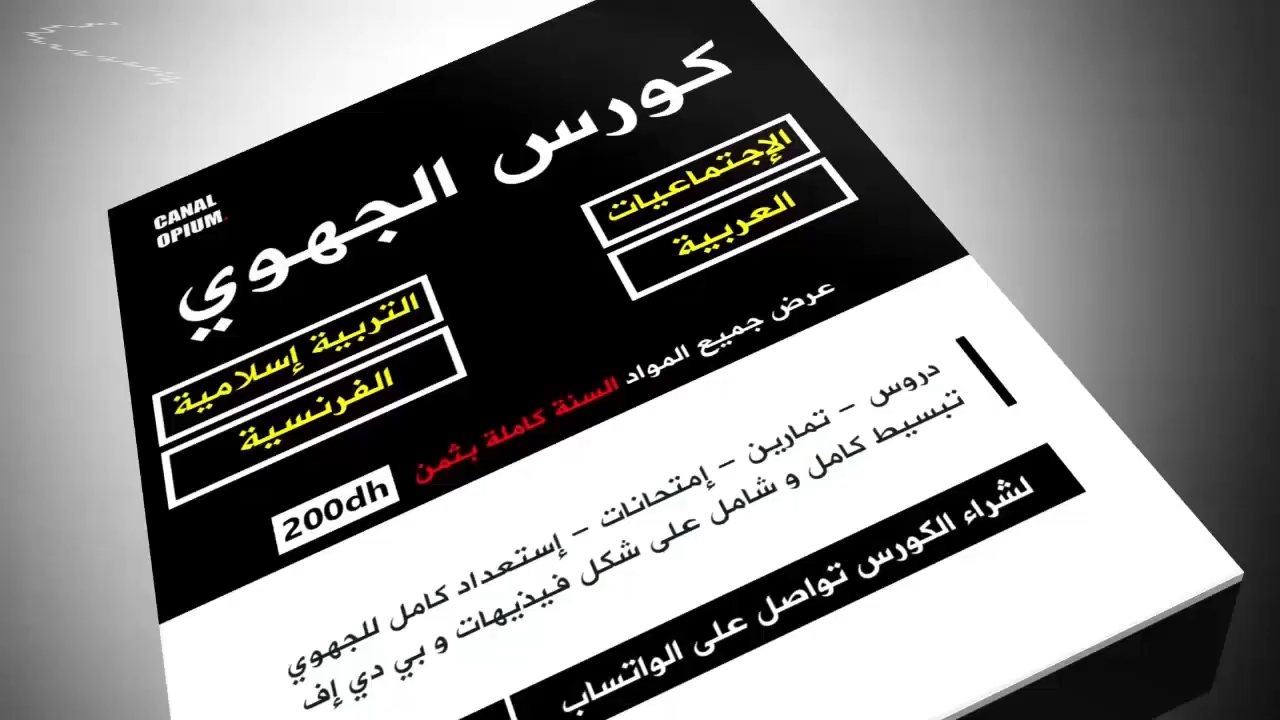 CANAL
OPIUM.
كورس الجهوي
الإجتماعيات
العربية
التربية إسلامية
الفرنسية
عرض جميع المواد السنة كاملة بثمن 200dh
دروس - تمارين - إمتحانات - إستعداد كامل للجهوي
تبسيط كامل و شامل على شكل فيذيهات و بي دي إف
لشراء الكورس تواصل على الواتساب